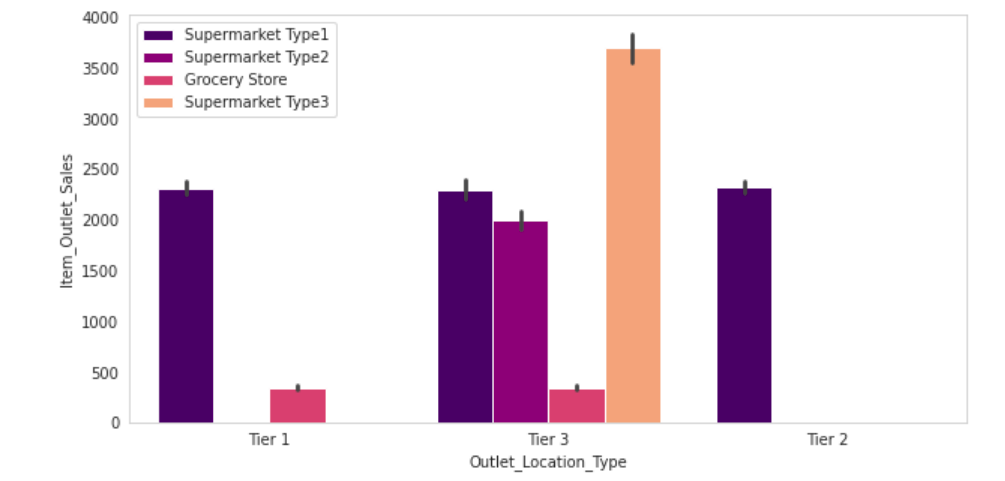 Supermarket Type1
Supermarket Type2
Grocery Store
Supermarket Type3
Item_Outlet_Sales
4000
3500
3000
2500
2000
1500
1000
500
0
Tier 1
Tier 3
Tier 2
Outlet_Location_Type